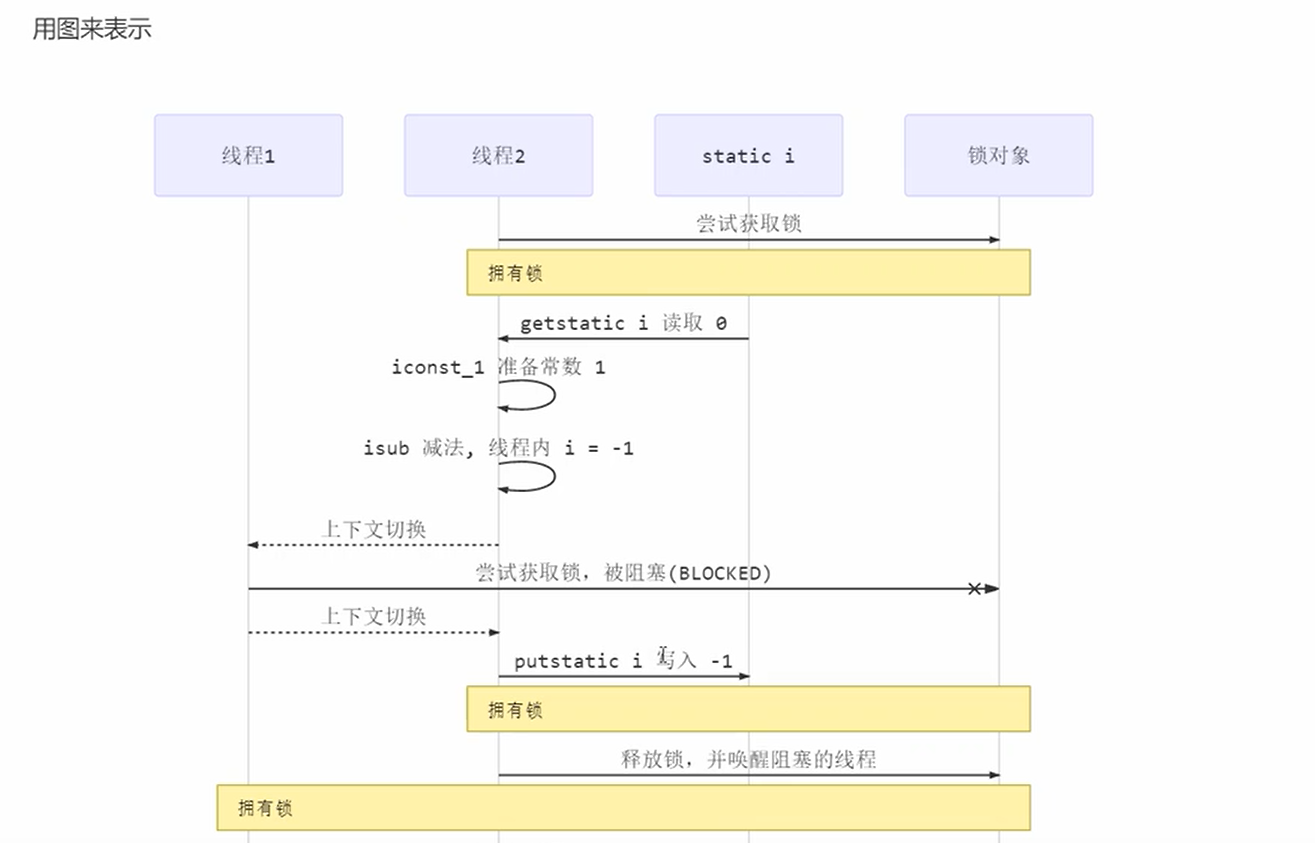 用图来表示
线程1
线程2
static i
锁对象
尝试获取锁
拥有锁
getstatic i 读取 0
iconst_1 准备常数 1
isub 减法, 线程内 i = -1
上下文切换
尝试获取锁, 被阻塞(BLOCKED)
上下文切换
putstatic i 写入 -1
拥有锁
释放锁, 并唤醒阻塞的线程
拥有锁